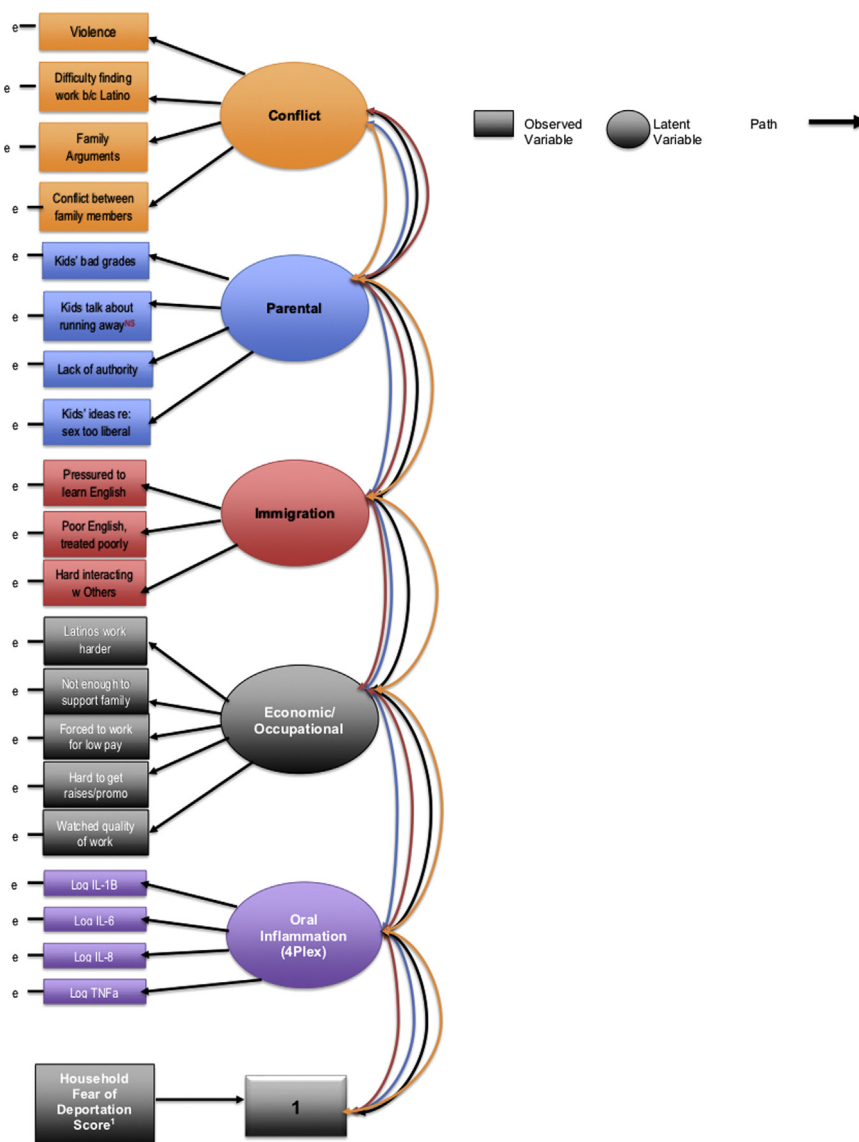 e
Violence
e
Difficulty finding
work b/c Latino
e
Family
Arguments
e
Conflict between
family members
Conflict
Observed
Variable
Latent
Variable
Path
e
Kids' bad grades
e
Kids talk about
running awayNS
e
Lack of authority
e
Kids' ideas re:
sex too liberal
Parental
e
Pressured to
learn English
e
Poor English,
treated poorly
e
Hard interacting
w Others
Immigration
e
Latinos work
harder
e
Not enough to
support family
e
Forced to work
for low pay
e
Hard to get
raises/promo
e
Watched quality
of work
Economic/
Occupational
e
Log IL-1B
e
Log IL-6
e
Log IL-8
e
Log TNFa
Oral
Inflammation
(4Plex)
Household
Fear of
Deportation
Score1
1